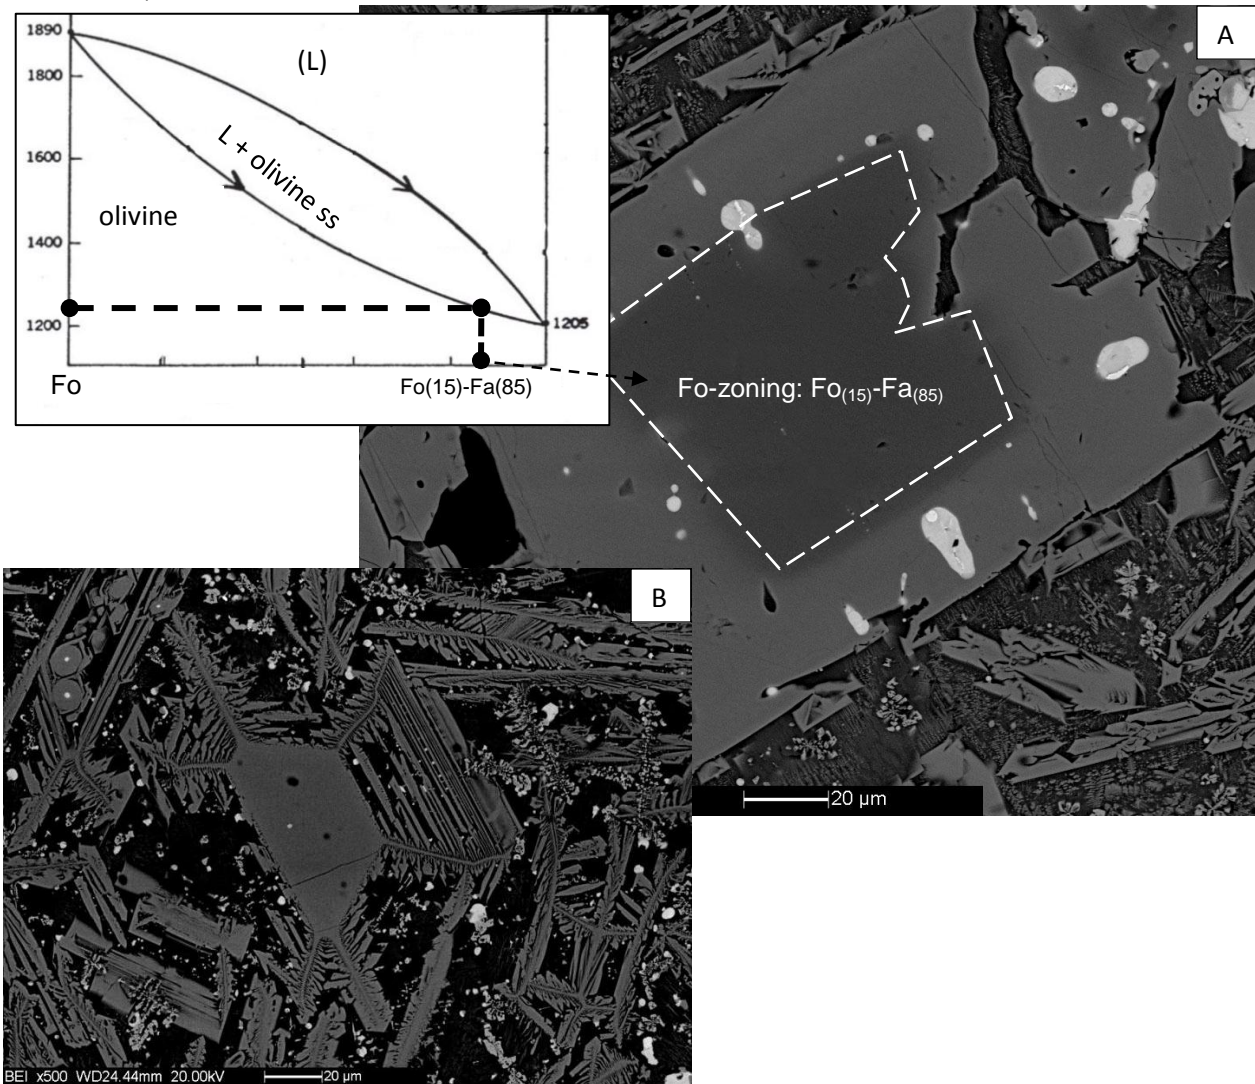 1890
1800
1600
1400
1200
(L)
L + olivine ss
olivine
1205
Fo
Fo(15)-Fa(85)
A
Fo-zoning: Fo(15)-Fa(85)
20 µm
B
BEI x500 WD24.44mm 20.00kV 20 µm